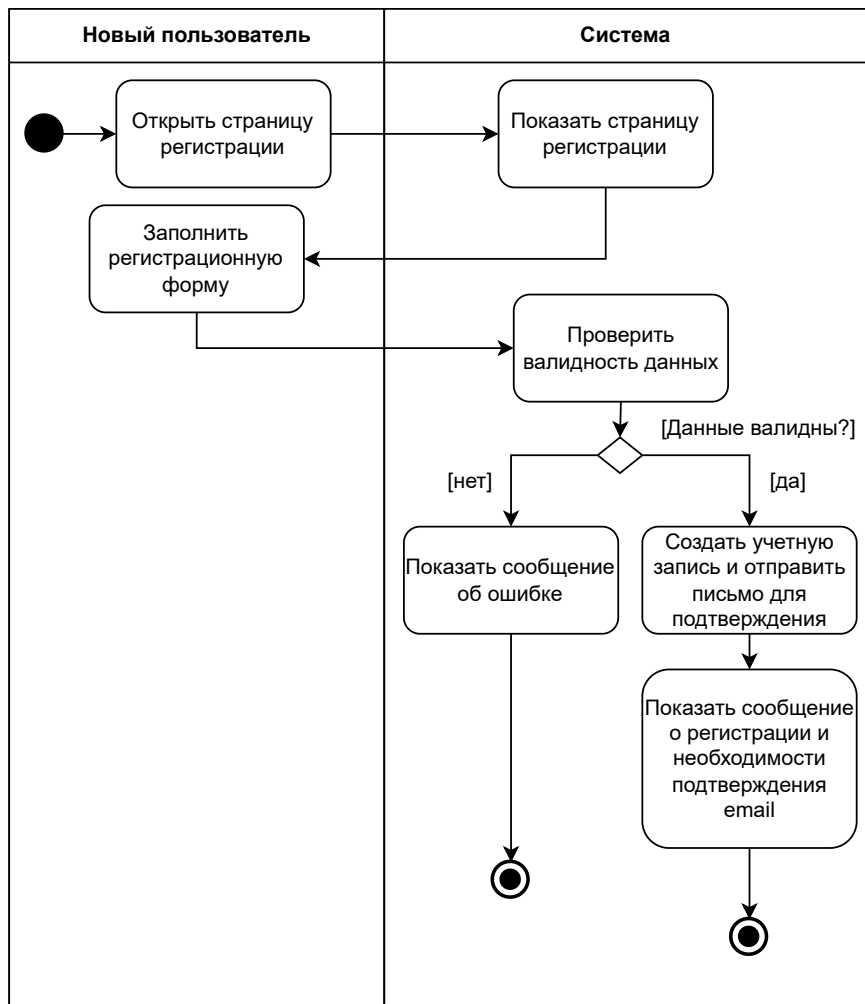 Новый пользователь
Система
Открыть страницу
регистрации
Показать страницу
регистрации
Заполнить
регистрационную
форму
Проверить
валидность данных
[Данные валидны?]
[нет]
[да]
Показать сообщение
об ошибке
Создать учетную
запись и отправить
письмо для
подтверждения
Показать сообщение
о регистрации и
необходимости
подтверждения
email